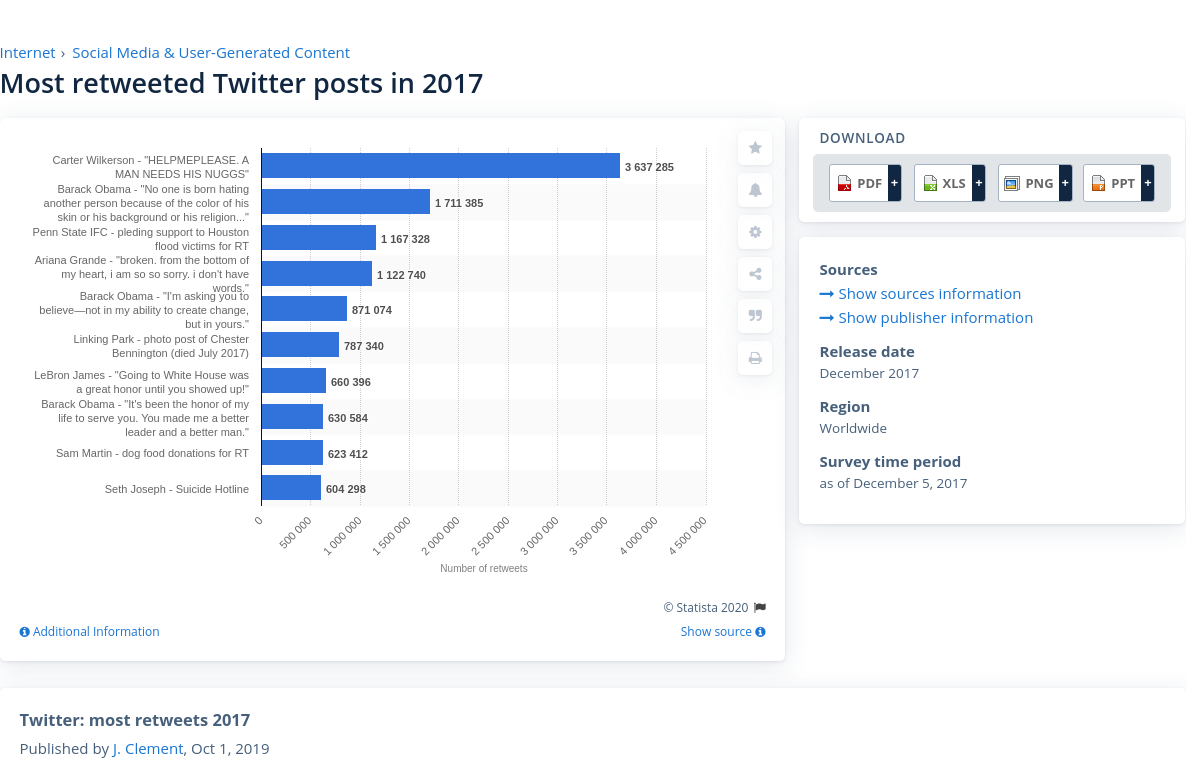 Internet › Social Media & User-Generated Content
Most retweeted Twitter posts in 2017
Carter Wilkerson - "HELPMEPLEASE. A
MAN NEEDS HIS NUGGS"
3 637 285
Barack Obama - "No one is born hating
another person because of the color of his
skin or his background or his religion..."
1 711 385
Penn State IFC - pleding support to Houston
flood victims for RT
1 167 328
Ariana Grande - "broken. from the bottom of
my heart, i am so so sorry. i don't have
words."
1 122 740
Barack Obama - "I'm asking you to
believe—not in my ability to create change,
but in yours."
871 074
Linking Park - photo post of Chester
Bennington (died July 2017)
787 340
LeBron James - "Going to White House was
a great honor until you showed up!"
660 396
Barack Obama - "It's been the honor of my
life to serve you. You made me a better
leader and a better man."
630 584
Sam Martin - dog food donations for RT
623 412
Seth Joseph - Suicide Hotline
604 298
0
500 000
1 000 000
1 500 000
2 000 000
2 500 000
3 000 000
3 500 000
4 000 000
4 500 000
Number of retweets
© Statista 2020
Additional Information
Show source
DOWNLOAD
PDF +
XLS +
PNG +
PPT +
Sources
Show sources information
Show publisher information
Release date
December 2017
Region
Worldwide
Survey time period
as of December 5, 2017
Twitter: most retweets 2017
Published by J. Clement, Oct 1, 2019